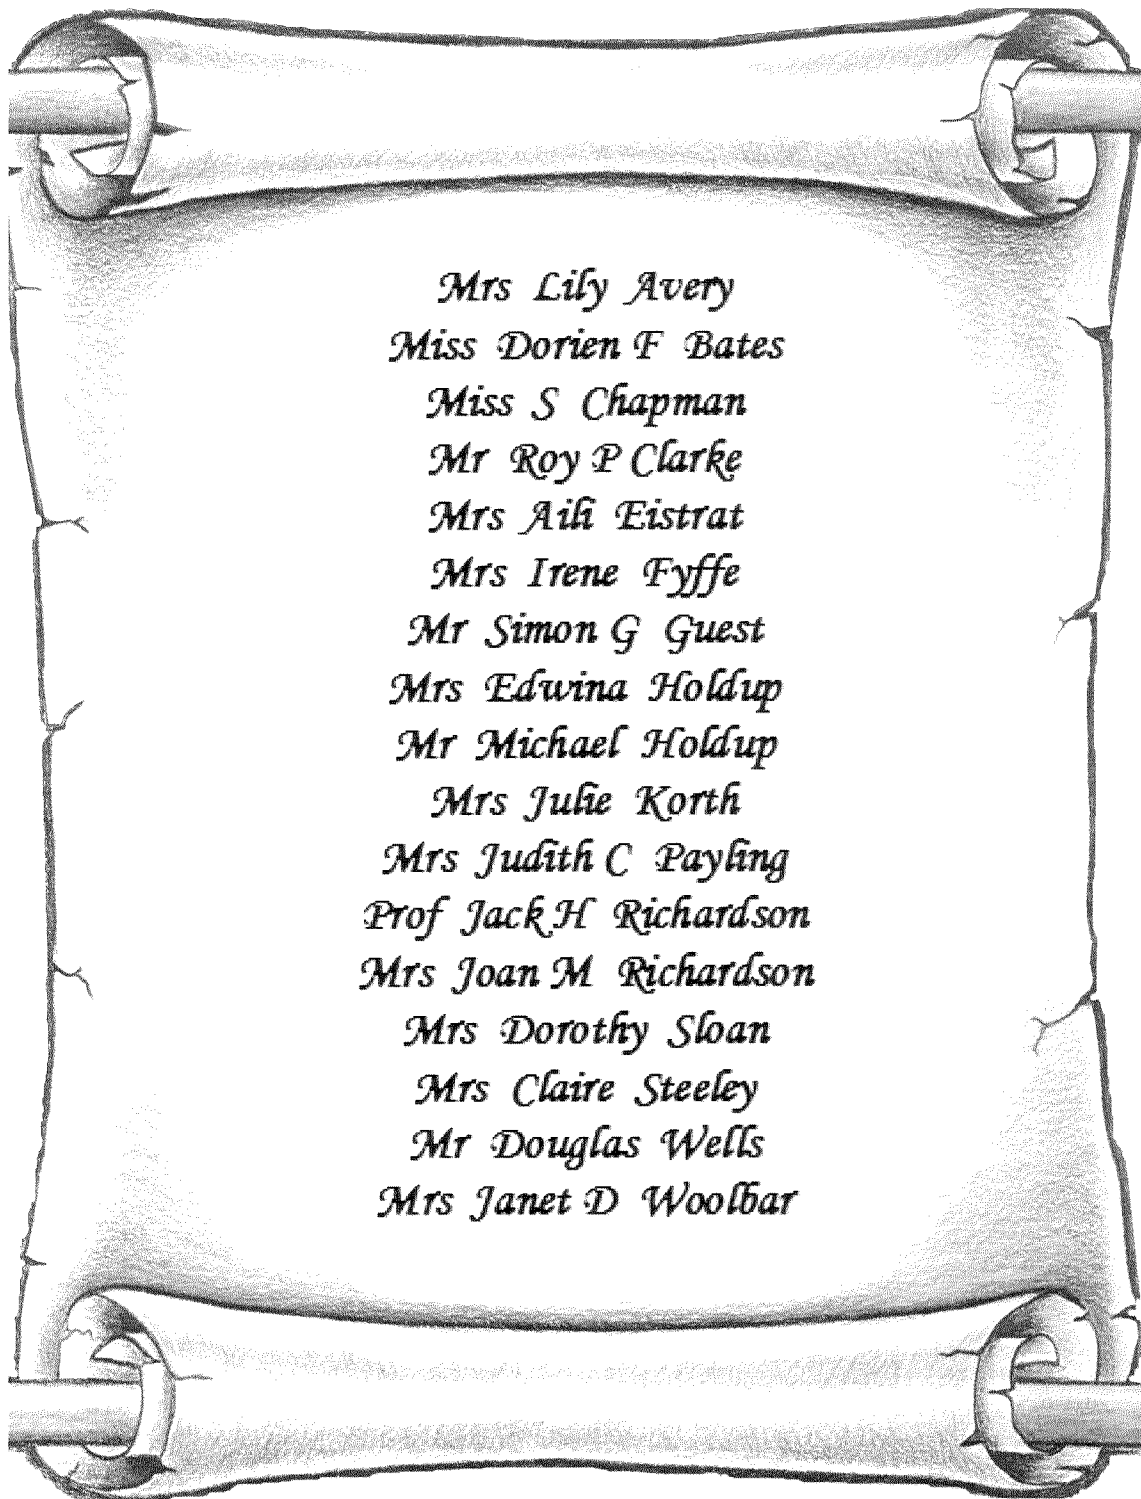 Mrs Lily Avery
Miss Dorien F Bates
Miss S Chapman
Mr Roy P Clarke
Mrs Aili Eistrat
Mrs Irene Fyffe
Mr Simon G Guest
Mrs Edwina Holdup
Mr Michael Holdup
Mrs Julie Korth
Mrs Judith C Payling
Prof Jack H Richardson
Mrs Joan M Richardson
Mrs Dorothy Sloan
Mrs Claire Steeley
Mr Douglas Wells
Mrs Janet D Woolbar